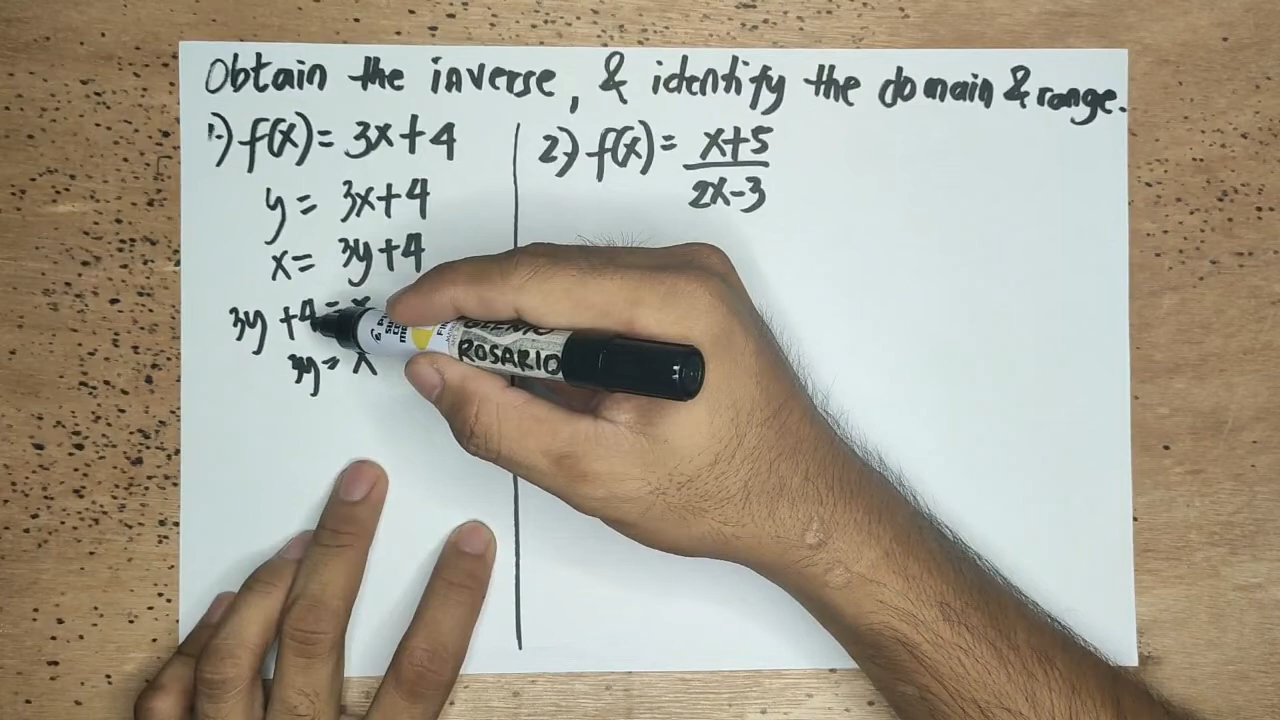 Obtain the inverse, & identify the domain & range.
1.) f(x) = 3x+4
y = 3x+4
x = 3y+4
3y +4 = x
3y = x
2.) f(x) = x+5
2x-3
ROSARIO